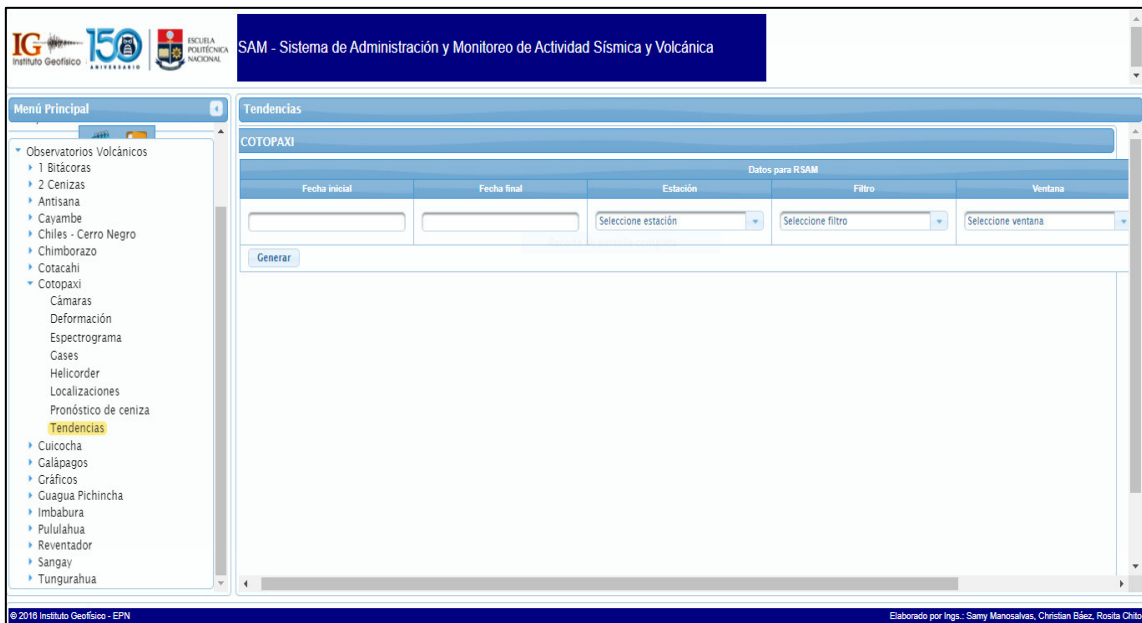 IG
Instituto Geofísico
150
ANIVERSARIO
ESCUELA
POLITÉCNICA
NACIONAL
SAM - Sistema de Administración y Monitoreo de Actividad Sísmica y Volcánica
Menú Principal
Observatorios Volcánicos
1 Bitácoras
2 Cenizas
Antisana
Cayambe
Chiles - Cerro Negro
Chimborazo
Cotacahi
Cotopaxi
Cámaras
Deformación
Espectrograma
Gases
Helicorder
Localizaciones
Pronóstico de ceniza
Tendencias
Cuicocha
Galápagos
Gráficos
Guagua Pichincha
Imbabura
Pululahua
Reventador
Sangay
Tungurahua
Tendencias
COTOPAXI
Datos para RSAM
Fecha inicial Fecha final Estación Filtro Ventana
Seleccione estación Seleccione filtro Seleccione ventana
Generar
© 2016 Instituto Geofísico - EPN Elaborado por Ings.: Samy Manosalvas, Christian Báez, Rosita Chito